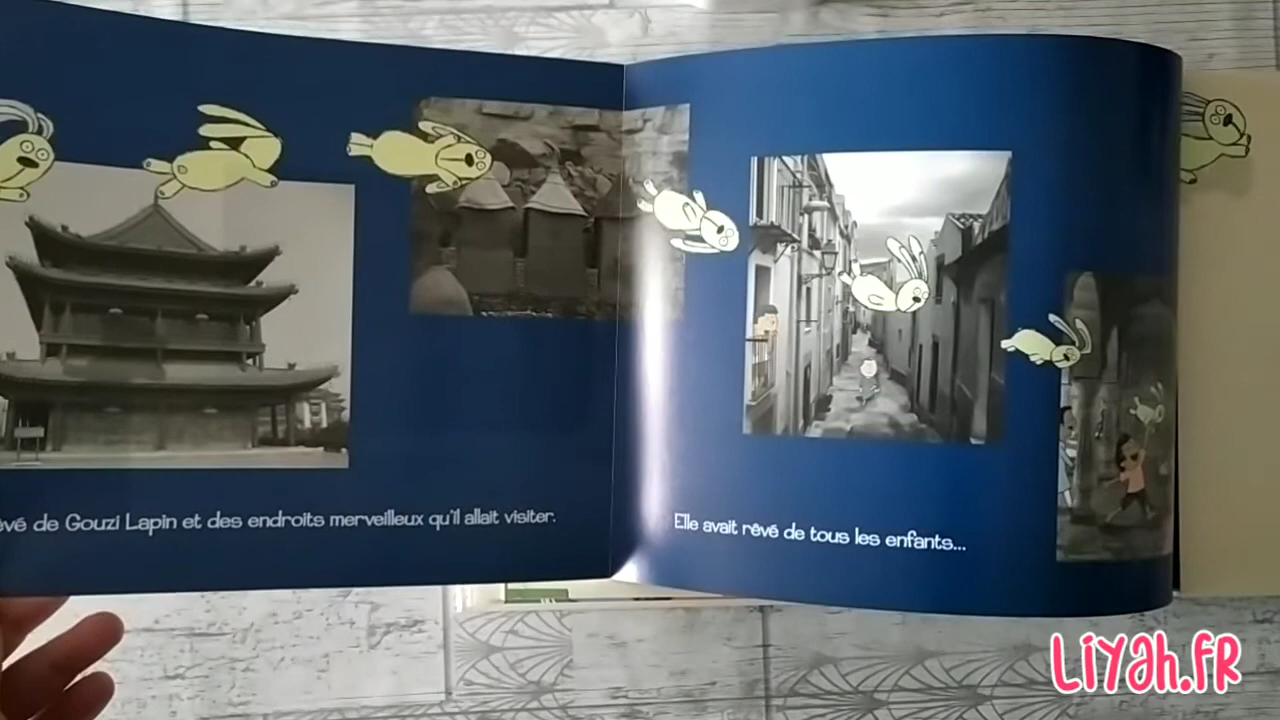 de Gouzi Lapin et des endroits merveilleux qu'il allait visiter.
Elle avait rêvé de tous les enfants...
LiYah.FR